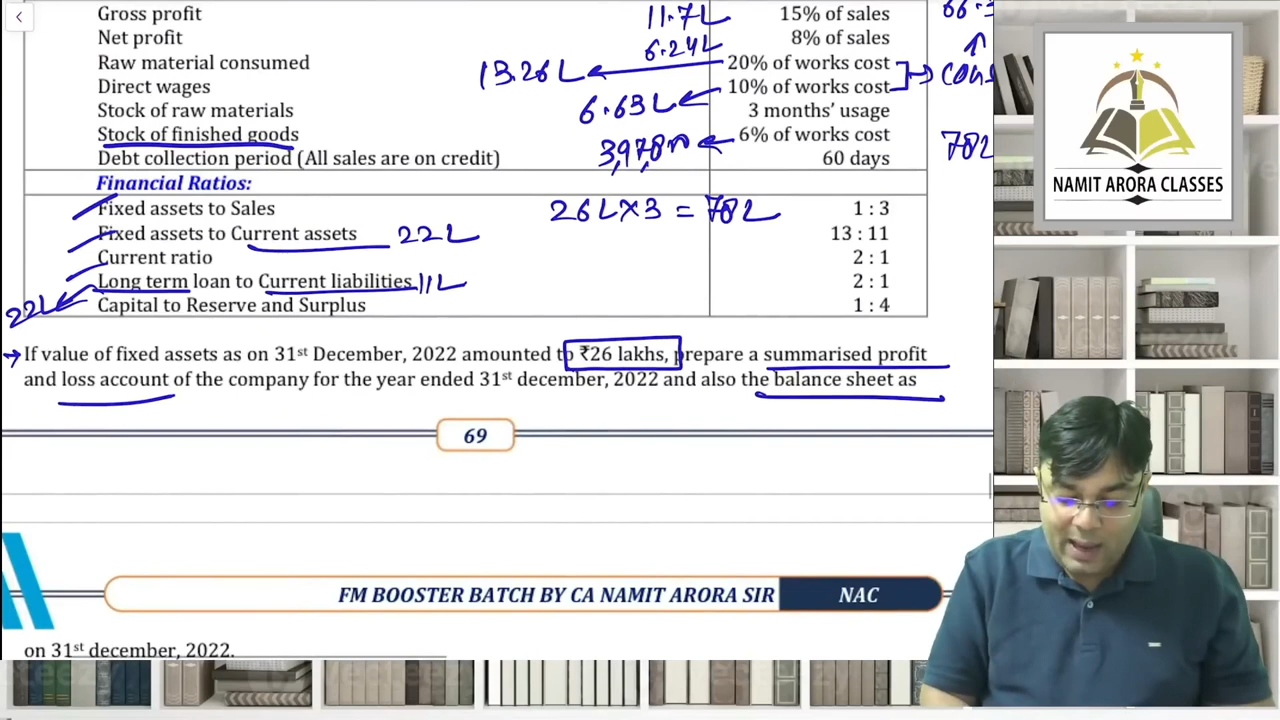 Gross profit 11.7L 15% of sales
Net profit 6.24L 8% of sales
Raw material consumed 13.26L 20% of works cost
Direct wages 6.63L 10% of works cost
Stock of raw materials 3 months' usage
Stock of finished goods 6% of works cost
Debt collection period (All sales are on credit) 60 days
Financial Ratios:
Fixed assets to Sales 26L×3 = 78L 1 : 3
Fixed assets to Current assets 22L 13 : 11
Current ratio 2 : 1
Long term loan to Current liabilities 11L 2 : 1
22L
Capital to Reserve and Surplus 1 : 4
If value of fixed assets as on 31st December, 2022 amounted to ₹26 lakhs, prepare a summarised profit
and loss account of the company for the year ended 31st december, 2022 and also the balance sheet as
69
FM BOOSTER BATCH BY CA NAMIT ARORA SIR NAC
on 31st december, 2022.
NAMIT ARORA CLASSES